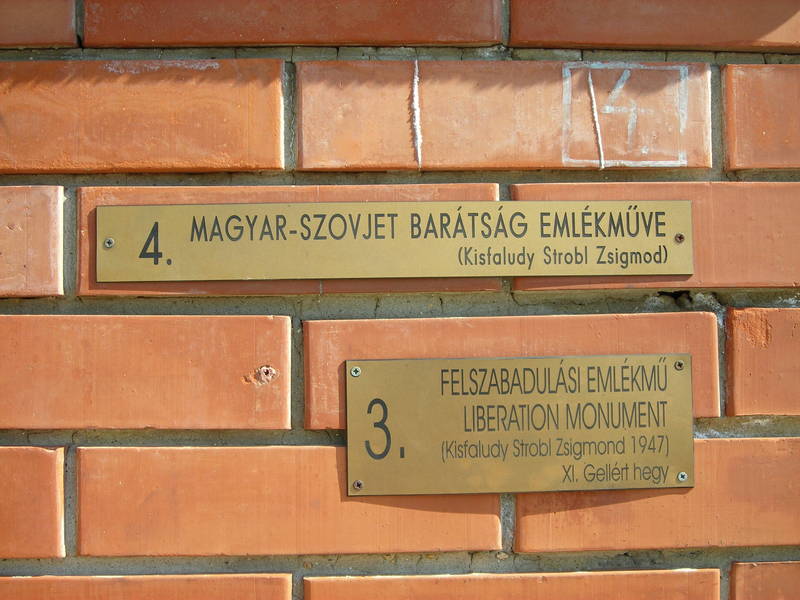 4
4. MAGYAR-SZOVJET BARÁTSÁG EMLÉKMŰVE
(Kisfaludy Strobl Zsigmod)
3. FELSZABADULÁSI EMLÉKMŰ
LIBERATION MONUMENT
(Kisfaludy Strobl Zsigmond 1947)
XI. Gellért hegy